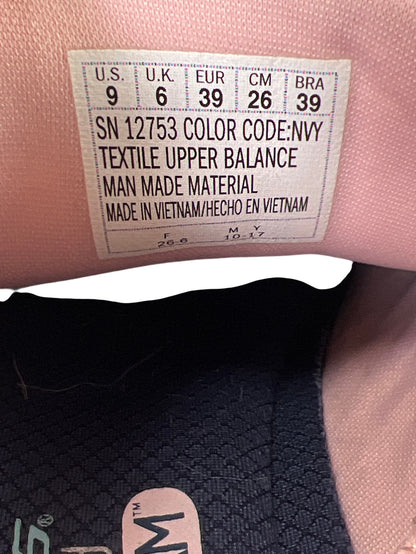 U.S. U.K. EUR CM BRA
9 6 39 26 39
SN 12753 COLOR CODE:NVY
TEXTILE UPPER BALANCE
MAN MADE MATERIAL
MADE IN VIETNAM/HECHO EN VIETNAM
F M Y
26-6 10-17
S®
M™